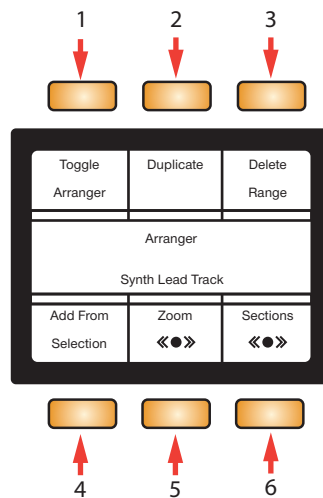 1 2 3
Toggle Duplicate Delete
Arranger Range
Arranger
Synth Lead Track
Add From Zoom Sections
Selection «●» «●»
4 5 6